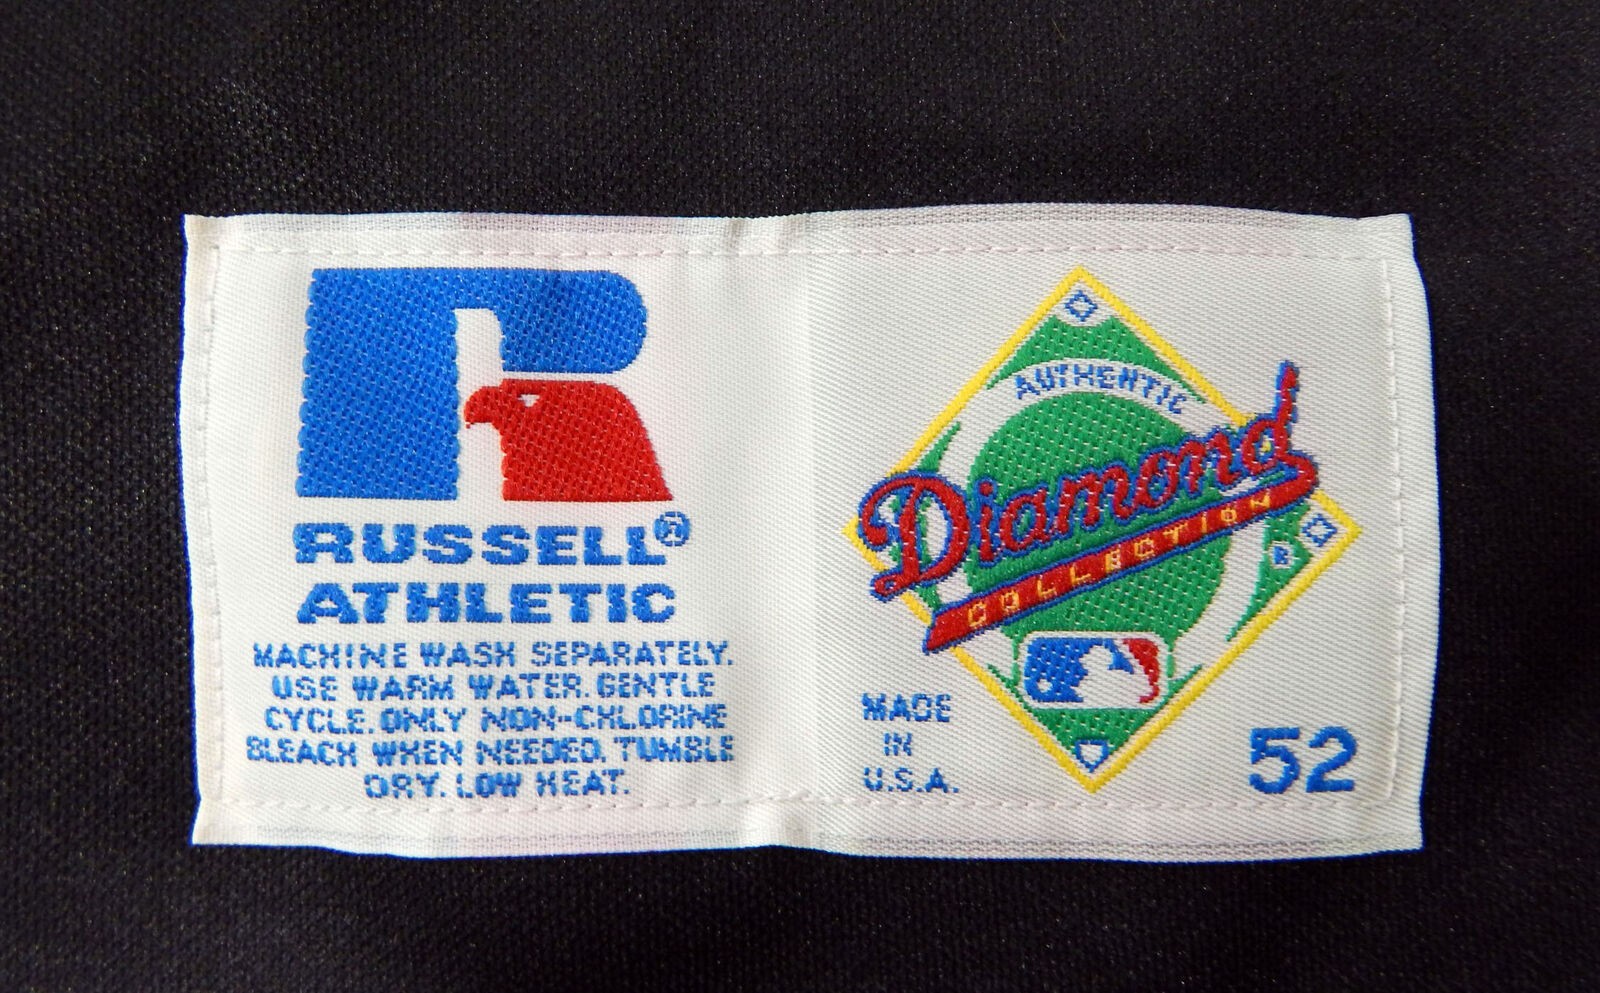 RUSSELL®
ATHLETIC
MACHINE WASH SEPARATELY.
USE WARM WATER. GENTLE
CYCLE. ONLY NON-CHLORINE
BLEACH WHEN NEEDED. TUMBLE
DRY. LOW HEAT.
AUTHENTIC
Diamond
COLLECTION
MADE
IN
U.S.A.
52